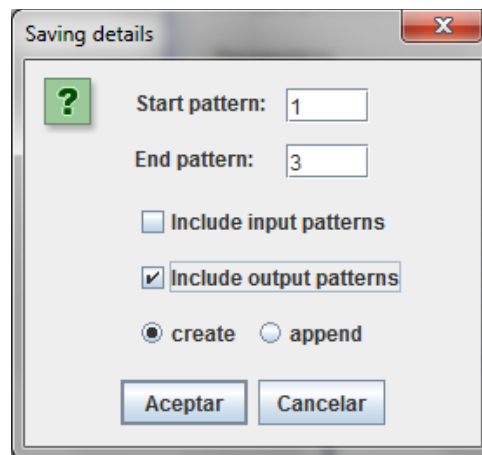 Saving details
Start pattern: 1
End pattern: 3
Include input patterns
Include output patterns
create append
Aceptar Cancelar